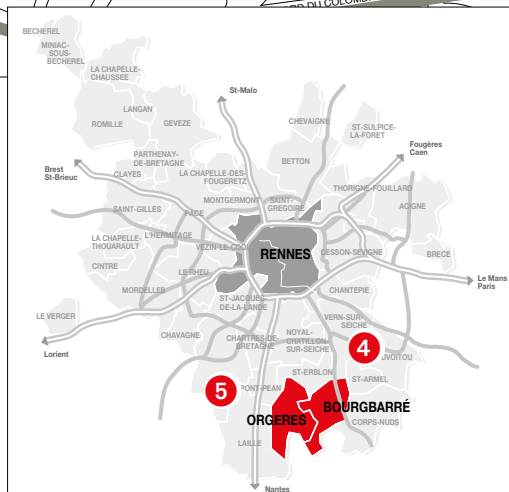 BECHEREL
MINIAC-
SOUS-
BECHEREL
LA CHAPELLE-
CHAUSSEE
St-Malo
LANGAN
ROMILLE
GEVEZE
CHEVAIGNE
ST-SULPICE-
LA-FORET
Fougères
Caen
PARTHENAY-
DE-BRETAGNE
BETTON
Brest
St-Brieuc
CLAYES
LA CHAPELLE-DES-
FOUGERETZ
THORIGNE-FOUILLARD
MONTGERMONT
SAINT-
GREGOIRE
SAINT-GILLES
PACE
ACIGNE
L'HERMITAGE
LA CHAPELLE-
THOUARAULT
VEZIN-LE-COQ
RENNES
CESSON-SEVIGNE
BRECE
CINTRE
LE RHEU
Le Mans
Paris
MORDELLES
ST-JACQUES-
DE-LA-LANDE
CHANTEPIE
LE VERGER
VERN-SUR-
SEICHE
CHAVAGNE
CHARTRES-DE-
BRETAGNE
NOYAL-
CHATILLON-
SUR-SEICHE
4
Lorient
ST-ERBLON
ST-ARMEL
5
PONT-PEAN
BOURGBARRÉ
ORGERES
CORPS-NUDS
LAILLE
Nantes